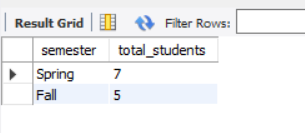 Result Grid Filter Rows:
semester total_students
Spring 7
Fall 5